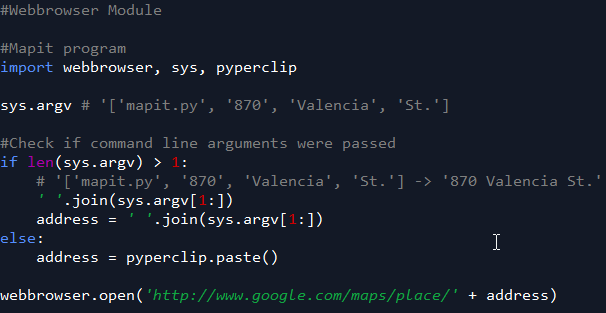 #Webbrowser Module
#Mapit program
import webbrowser, sys, pyperclip
sys.argv # '['mapit.py', '870', 'Valencia', 'St.']
#Check if command line arguments were passed
if len(sys.argv) > 1:
    # '['mapit.py', '870', 'Valencia', 'St.'] -> '870 Valencia St.'
    ' '.join(sys.argv[1:])
    address = ' '.join(sys.argv[1:])
else:
    address = pyperclip.paste()
webbrowser.open('http://www.google.com/maps/place/' + address)